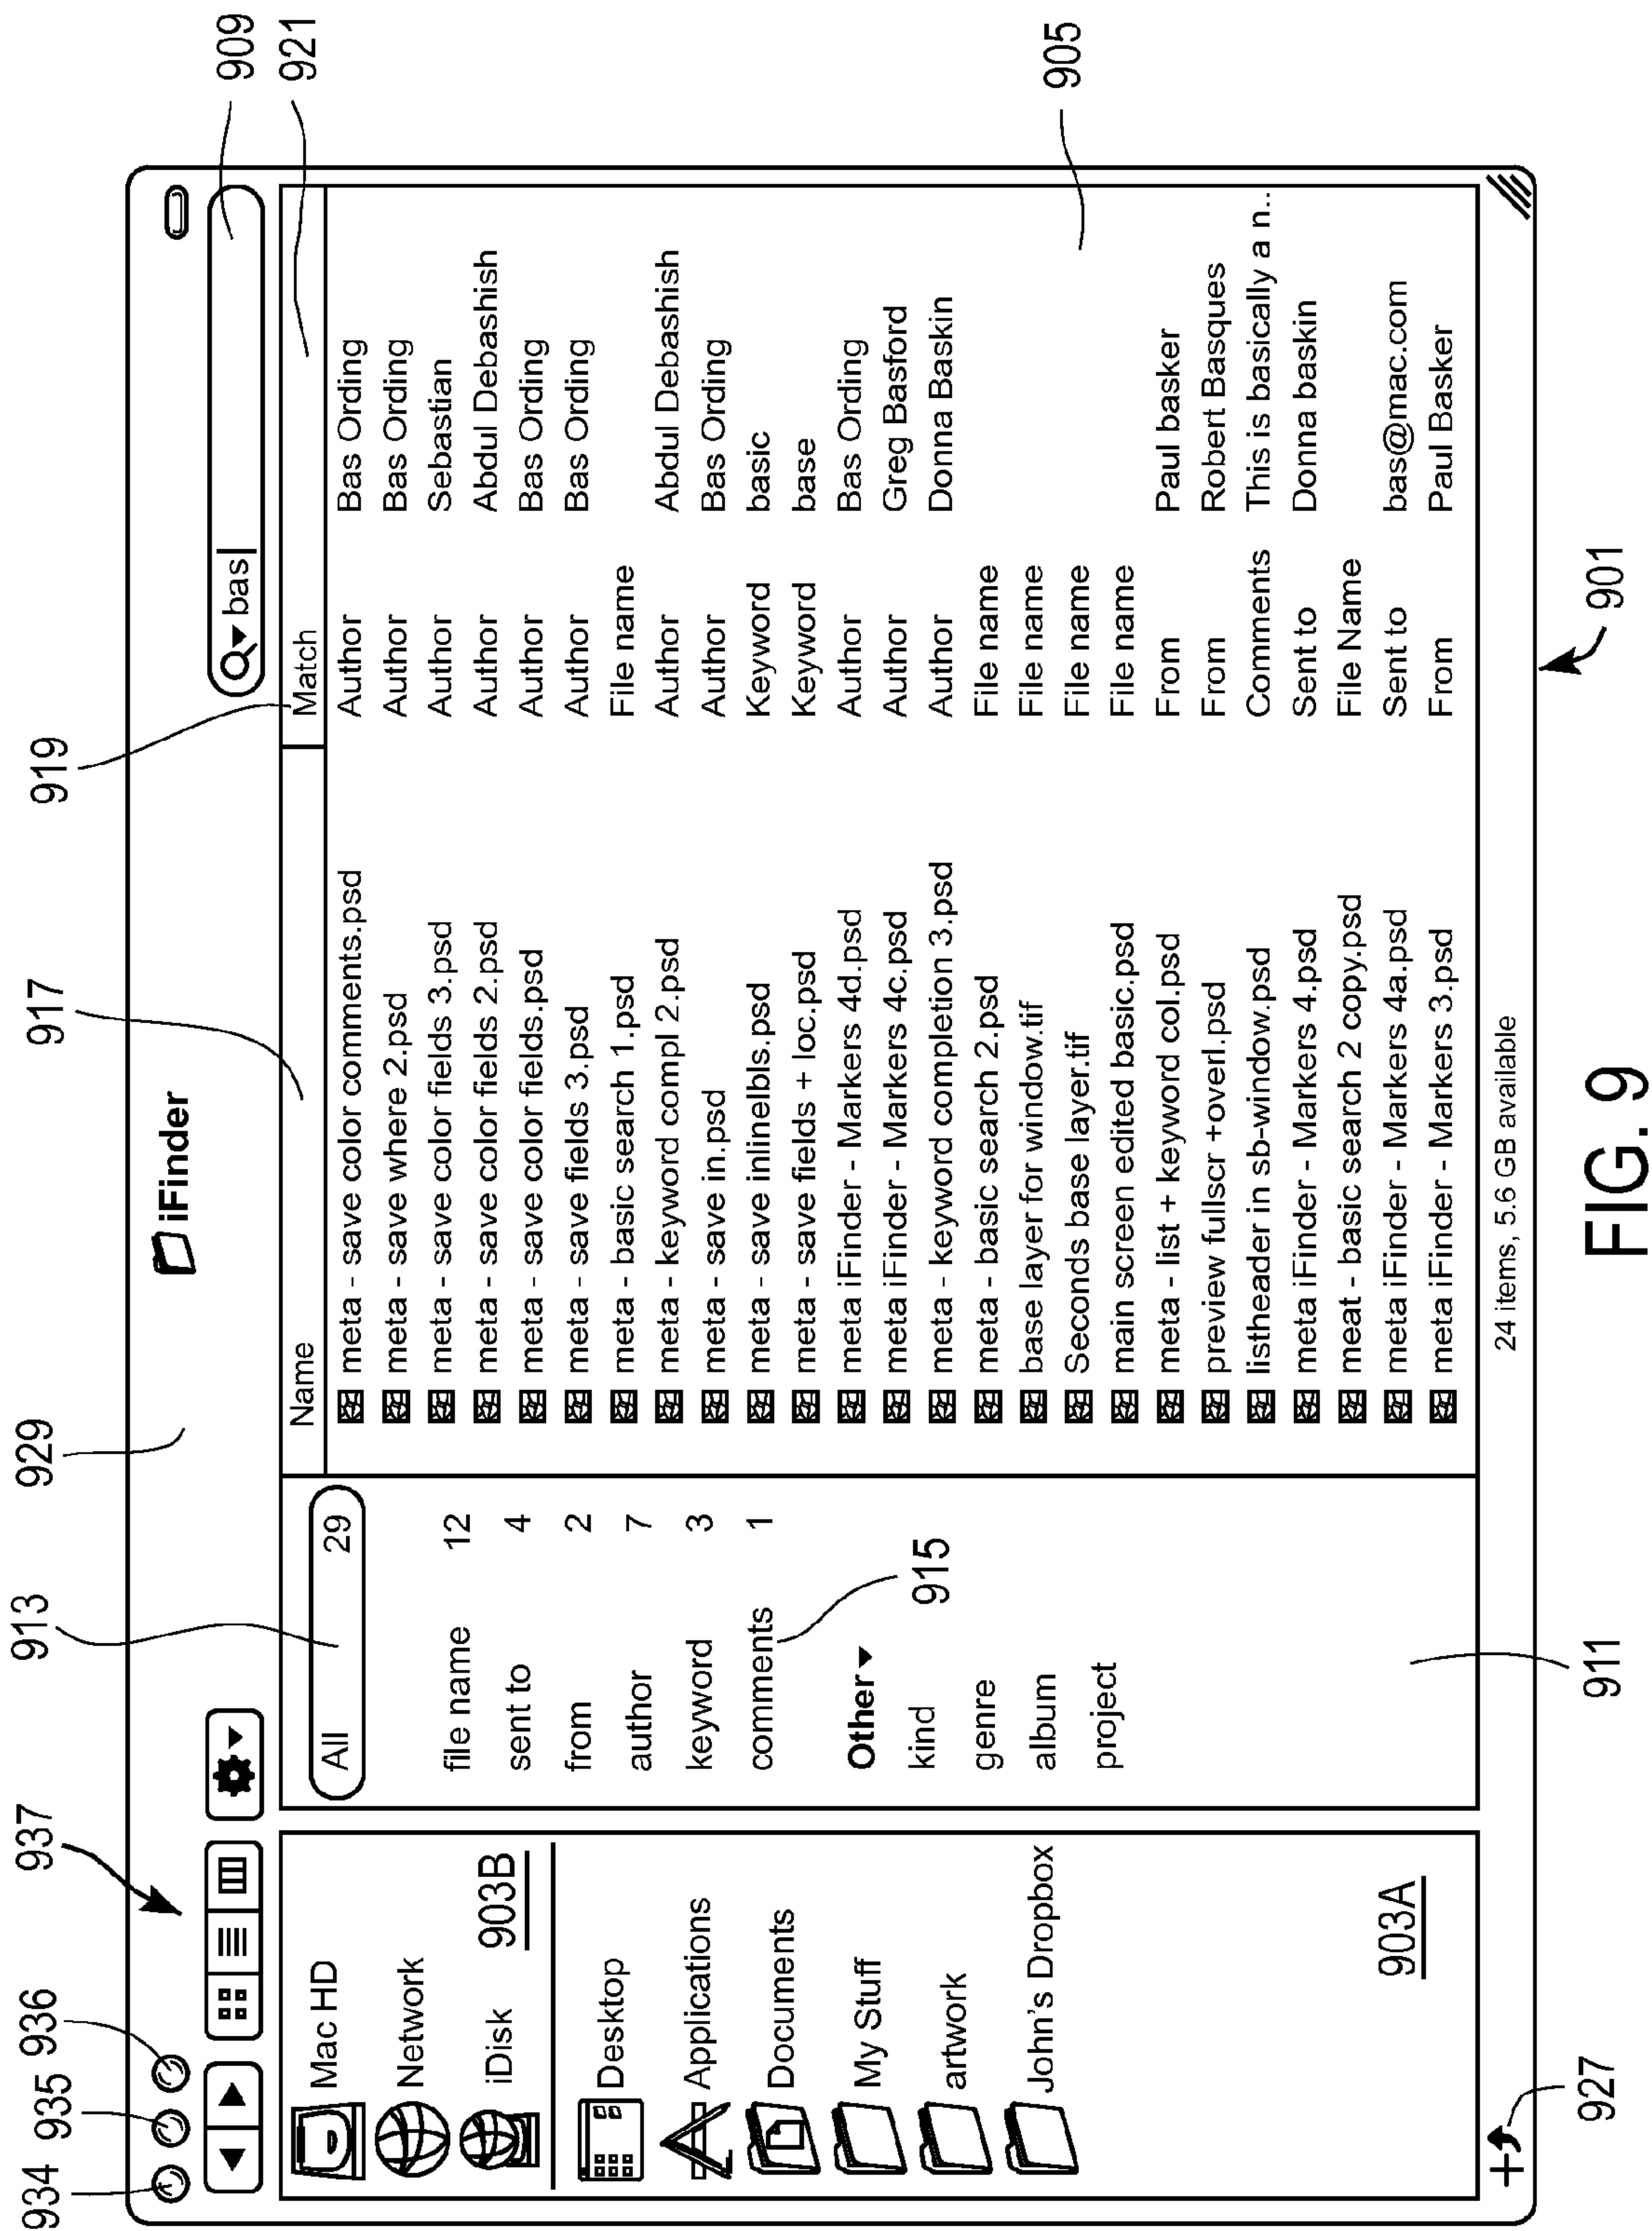 937
934 935 936
913
929
917
919
909
921
iFinder
bas
Mac HD
Network
iDisk
903B
Desktop
Applications
Documents
My Stuff
artwork
John's Dropbox
903A
All 29
file name 12
sent to 4
from 2
author 7
keyword 3
comments 1
915
Other
kind
genre
album
project
911
Name Match
meta - save color comments.psd Author Bas Ording
meta - save where 2.psd Author Bas Ording
meta - save color fields 3.psd Author Sebastian
meta - save color fields 2.psd Author Abdul Debashish
meta - save color fields.psd Author Bas Ording
meta - save fields 3.psd Author Bas Ording
meta - basic search 1.psd File name
meta - keyword compl 2.psd Author Abdul Debashish
meta - save in.psd Author Bas Ording
meta - save inlinelbls.psd Keyword basic
meta - save fields + loc.psd Keyword base
meta iFinder - Markers 4d.psd Author Bas Ording
meta iFinder - Markers 4c.psd Author Greg Basford
meta - keyword completion 3.psd Author Donna Baskin
meta - basic search 2.psd File name
base layer for window.tif File name
Seconds base layer.tif File name
main screen edited basic.psd File name
meta - list + keyword col.psd From Paul basker
preview fullscr +overl.psd From Robert Basques
listheader in sb-window.psd Comments This is basically a n..
meta iFinder - Markers 4.psd Sent to Donna baskin
meat - basic search 2 copy.psd File Name
meta iFinder - Markers 4a.psd Sent to bas@mac.com
meta iFinder - Markers 3.psd From Paul Basker
905
24 items, 5.6 GB available
927
901
FIG. 9